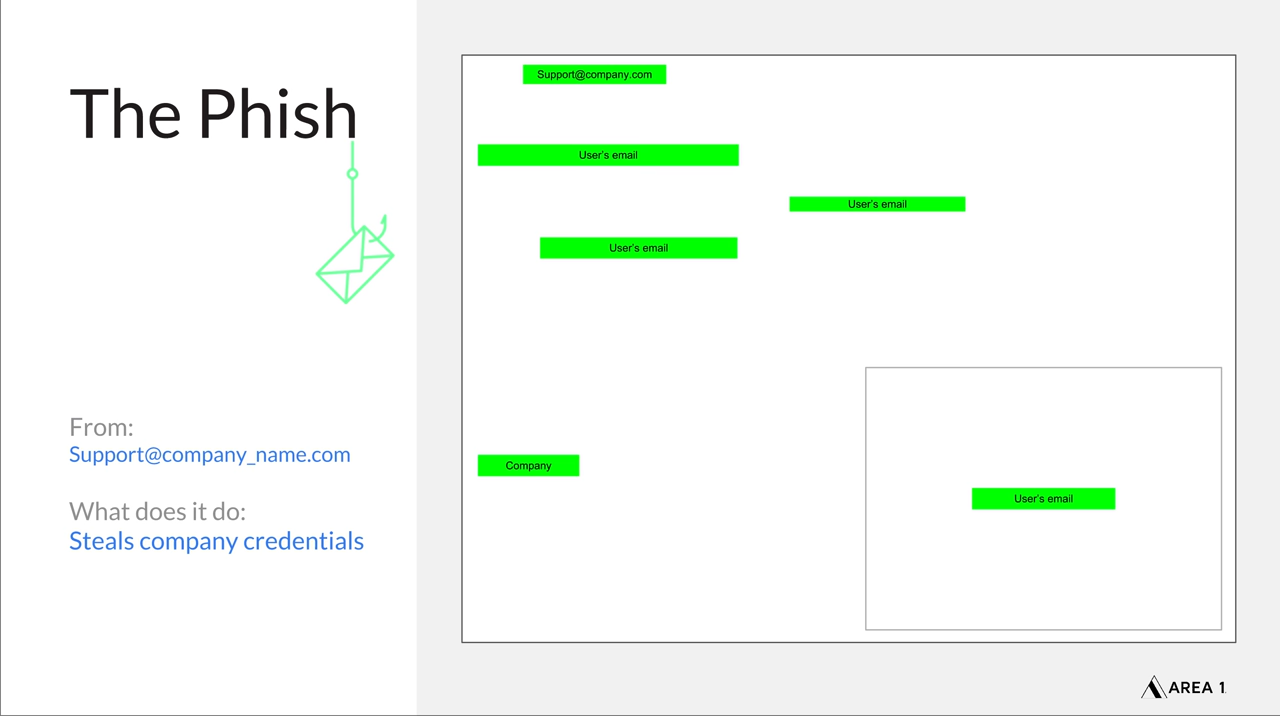 The Phish
From:
Support@company_name.com
What does it do:
Steals company credentials
Support@company.com
User's email
User's email
User's email
Company
User's email
AREA 1